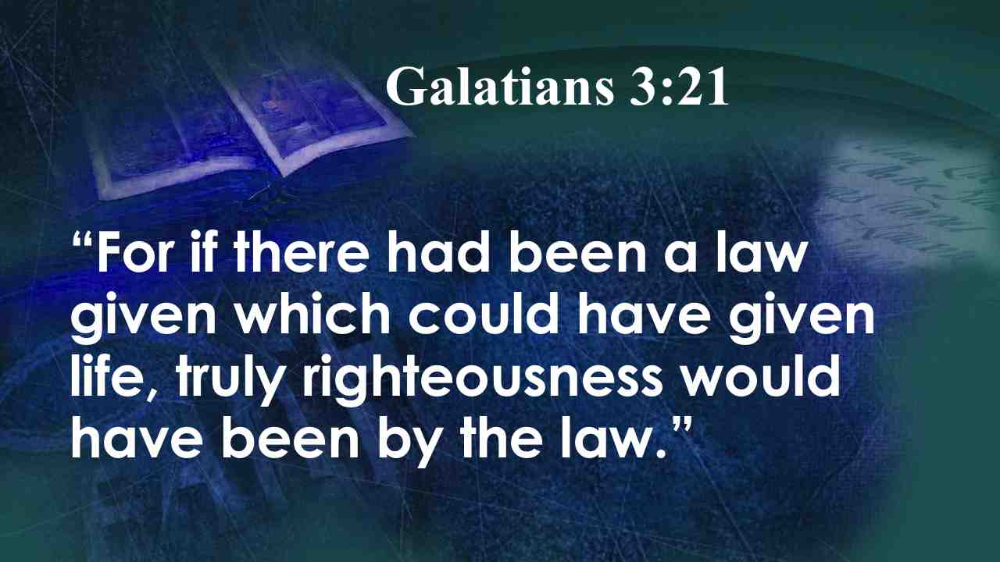 Galatians 3:21
“For if there had been a law
given which could have given
life, truly righteousness would
have been by the law.”